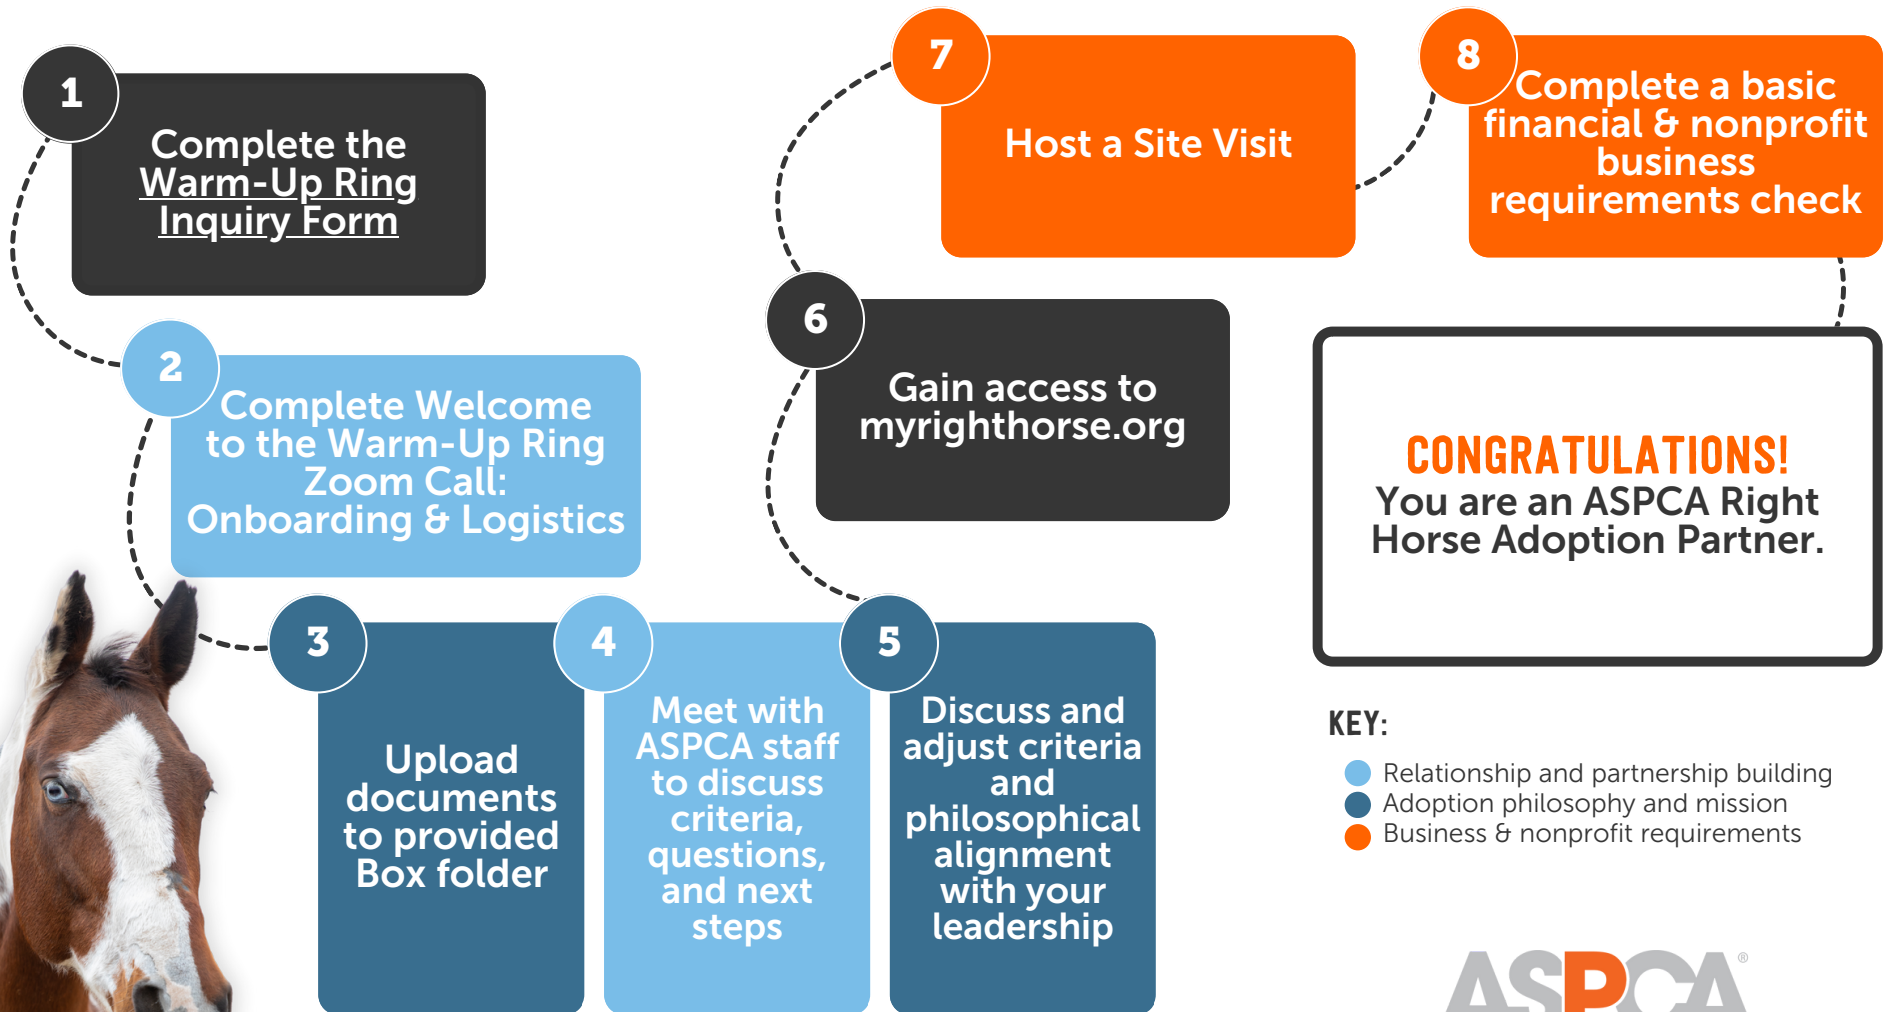 1
Complete the
Warm-Up Ring
Inquiry Form
2
Complete Welcome
to the Warm-Up Ring
Zoom Call:
Onboarding & Logistics
3
Upload
documents
to provided
Box folder
4
Meet with
ASPCA staff
to discuss
criteria,
questions,
and next
steps
5
Discuss and
adjust criteria
and
philosophical
alignment
with your
leadership
6
Gain access to
myrighthorse.org
7
Host a Site Visit
8
Complete a basic
financial & nonprofit
business
requirements check
CONGRATULATIONS!
You are an ASPCA Right
Horse Adoption Partner.
KEY:
Relationship and partnership building
Adoption philosophy and mission
Business & nonprofit requirements
ASPCA®